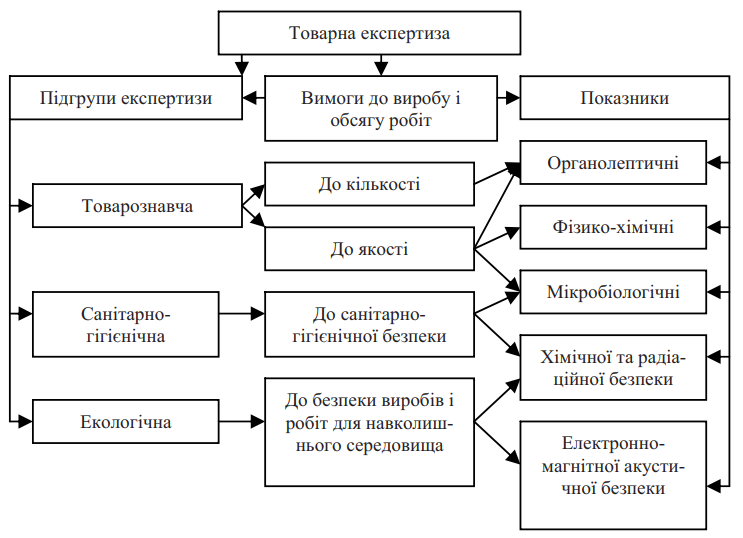 Товарна експертиза
Підгрупи експертизи
Вимоги до виробу і
обсягу робіт
Показники
Товарознавча
До кількості
До якості
Органолептичні
Фізико-хімічні
Мікробіологічні
Санітарно-
гігієнічна
До санітарно-
гігієнічної безпеки
Хімічної та радіа-
ційної безпеки
Екологічна
До безпеки виробів і
робіт для навколиш-
нього середовища
Електронно-
магнітної акусти-
чної безпеки